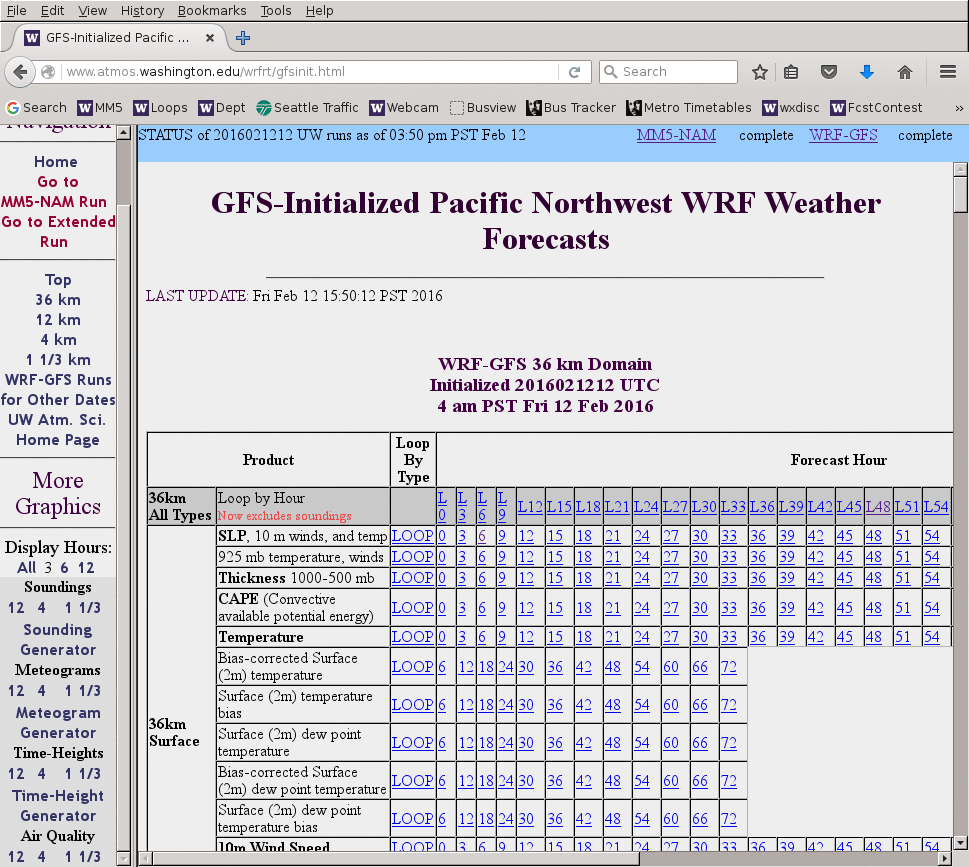 File Edit View History Bookmarks Tools Help
GFS-Initialized Pacific ...
www.atmos.washington.edu/wrfrt/gfsinit.html
Search
Search MM5 Loops Dept Seattle Traffic Webcam Busview Bus Tracker Metro Timetables wxdisc FcstContest »
Navigation
Home
Go to
MM5-NAM Run
Go to Extended
Run
Top
36 km
12 km
4 km
1 1/3 km
WRF-GFS Runs
for Other Dates
UW Atm. Sci.
Home Page
More
Graphics
Display Hours:
All 3 6 12
Soundings
12 4 1 1/3
Sounding
Generator
Meteograms
12 4 1 1/3
Meteogram
Generator
Time-Heights
12 4 1 1/3
Time-Height
Generator
Air Quality
12 4 1 1/3
STATUS of 2016021212 UW runs as of 03:50 pm PST Feb 12 MM5-NAM complete WRF-GFS complete
GFS-Initialized Pacific Northwest WRF Weather
Forecasts
LAST UPDATE: Fri Feb 12 15:50:12 PST 2016
WRF-GFS 36 km Domain
Initialized 2016021212 UTC
4 am PST Fri 12 Feb 2016
Product
Loop
By
Type
Forecast Hour
36km
All Types
Loop by Hour
Now excludes soundings
L0 L3 L6 L9 L12 L15 L18 L21 L24 L27 L30 L33 L36 L39 L42 L45 L48 L51 L54
36km
Surface
SLP, 10 m winds, and temp LOOP 0 3 6 9 12 15 18 21 24 27 30 33 36 39 42 45 48 51 54
925 mb temperature, winds LOOP 0 3 6 9 12 15 18 21 24 27 30 33 36 39 42 45 48 51 54
Thickness 1000-500 mb LOOP 0 3 6 9 12 15 18 21 24 27 30 33 36 39 42 45 48 51 54
CAPE (Convective
available potential energy) LOOP 0 3 6 9 12 15 18 21 24 27 30 33 36 39 42 45 48 51 54
Temperature LOOP 0 3 6 9 12 15 18 21 24 27 30 33 36 39 42 45 48 51 54
Bias-corrected Surface
(2m) temperature LOOP 6 12 18 24 30 36 42 48 54 60 66 72
Surface (2m) temperature
bias LOOP 6 12 18 24 30 36 42 48 54 60 66 72
Surface (2m) dew point
temperature LOOP 6 12 18 24 30 36 42 48 54 60 66 72
Bias-corrected Surface
(2m) dew point temperature LOOP 6 12 18 24 30 36 42 48 54 60 66 72
Surface (2m) dew point
temperature bias LOOP 6 12 18 24 30 36 42 48 54 60 66 72
10m Wind Speed LOOP 0 3 6 9 12 15 18 21 24 27 30 33 36 39 42 45 48 51 54